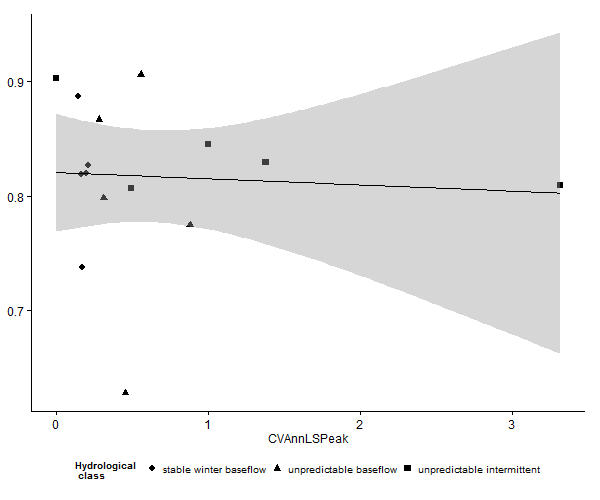 0.9
0.8
0.7
0
1
2
3
CVAnnLSPeak
Hydrological
class
stable winter baseflow
unpredictable baseflow
unpredictable intermittent